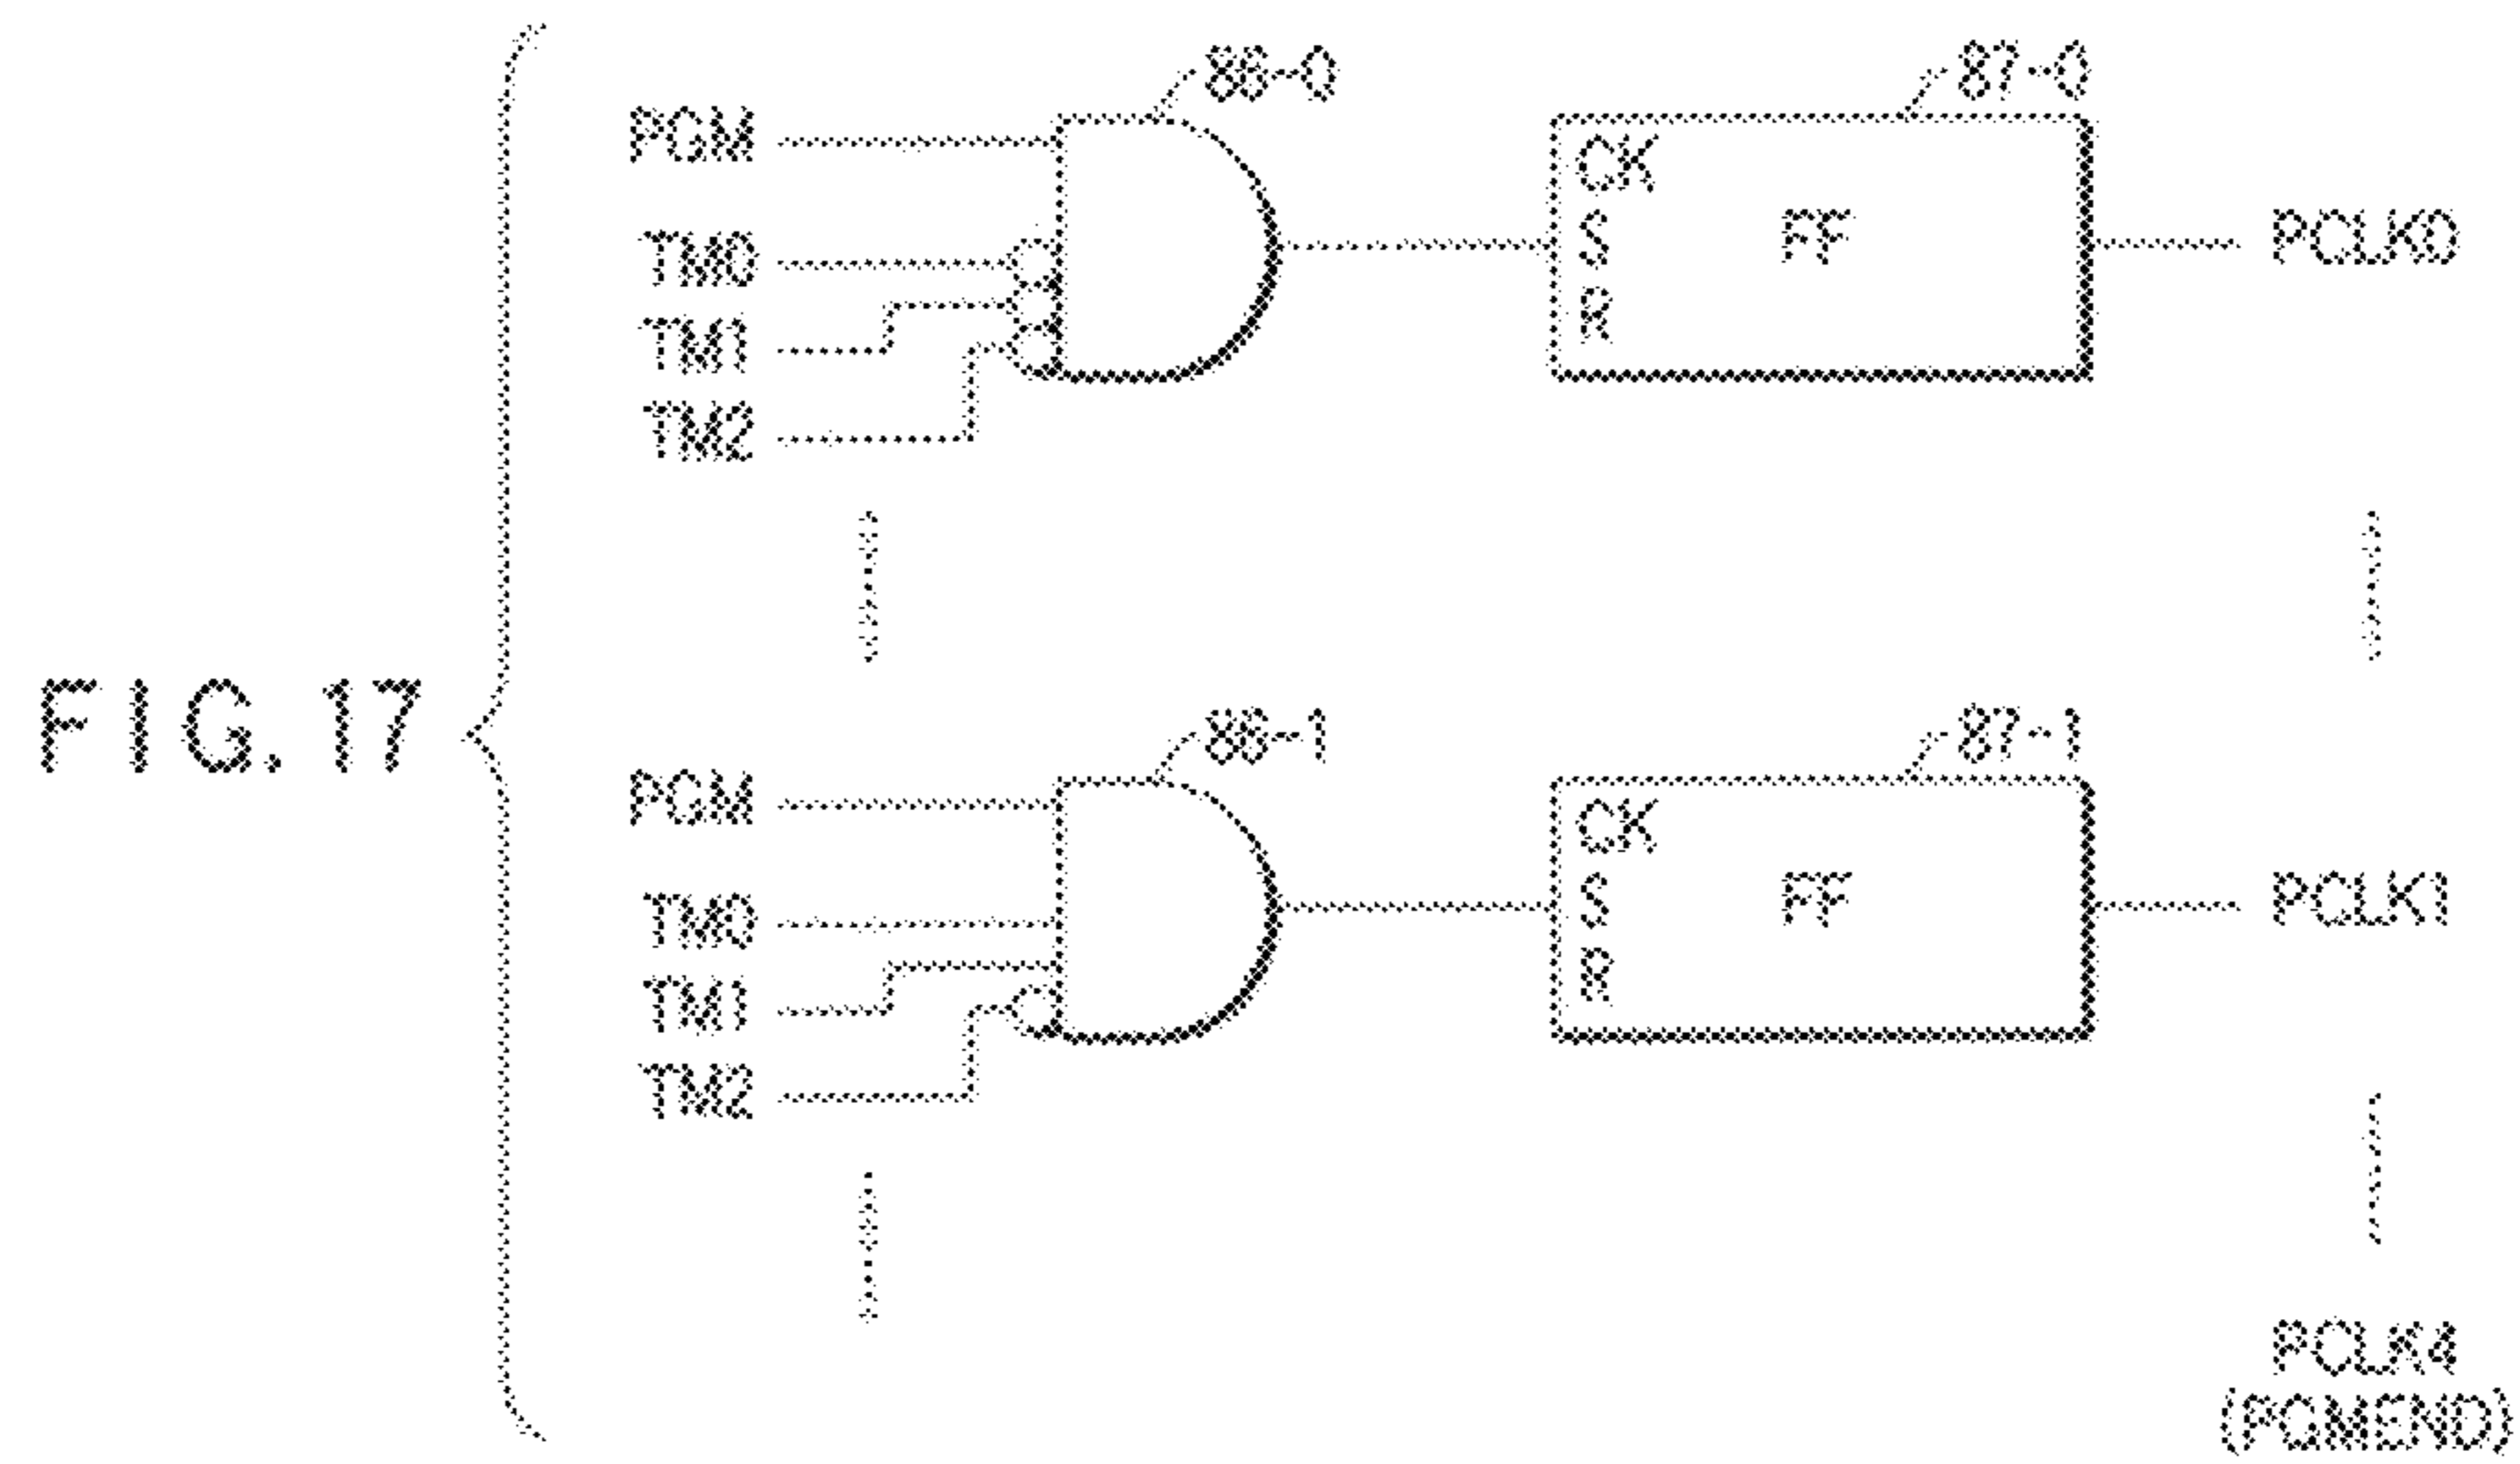 FIG. 17
PGM
TM0
TM1
TM2
86-0
87-0
CK
S
R
FF
PCLK0
PGM
TM0
TM1
TM2
86-1
87-1
CK
S
R
FF
PCLK1
PCLK4
(PGMEND)